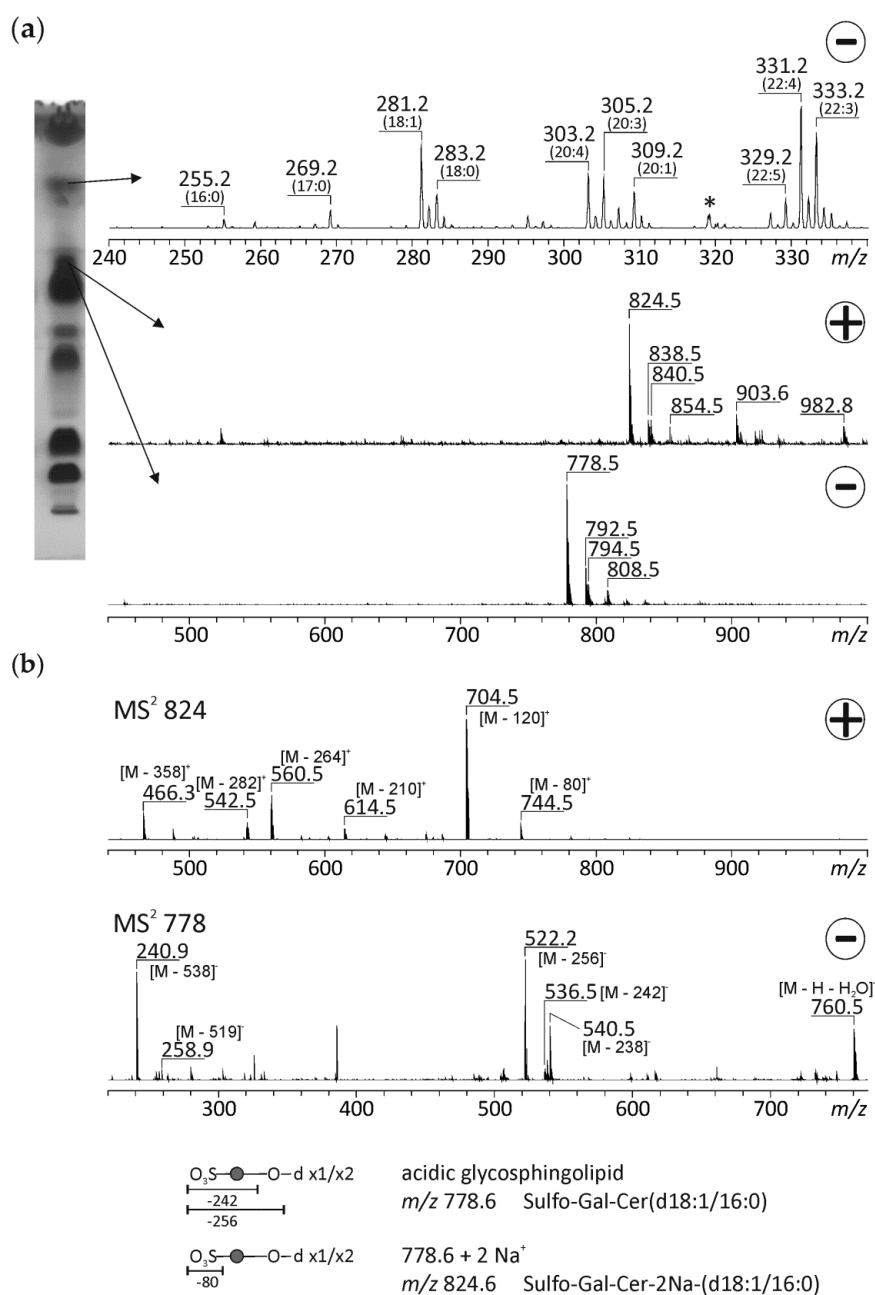 (a)
−
281.2
(18:1)
331.2
(22:4)
333.2
(22:3)
305.2
(20:3)
303.2
(20:4)
309.2
(20:1)
283.2
(18:0)
329.2
(22:5)
269.2
(17:0)
255.2
(16:0)
*
240 250 260 270 280 290 300 310 320 330
m/z
+
824.5
838.5
840.5
854.5
903.6
982.8
−
778.5
792.5
794.5
808.5
500 600 700 800 900 m/z
(b)
MS² 824
+
704.5
[M - 120]⁺
[M - 264]⁺
560.5
[M - 358]⁺
466.3
[M - 282]⁺
542.5
[M - 210]⁺
614.5
[M - 80]⁺
744.5
500 600 700 800 900 m/z
MS² 778
−
240.9
[M - 538]⁻
522.2
[M - 256]⁻
536.5 [M - 242]⁻
540.5
[M - 238]⁻
[M - H - H₂O]⁻
760.5
[M - 519]⁻
258.9
300 400 500 600 700 m/z
O₃S O d x1/x2 acidic glycosphingolipid
-242
-256
m/z 778.6 Sulfo-Gal-Cer(d18:1/16:0)
O₃S O d x1/x2 778.6 + 2 Na⁺
-80
m/z 824.6 Sulfo-Gal-Cer-2Na-(d18:1/16:0)